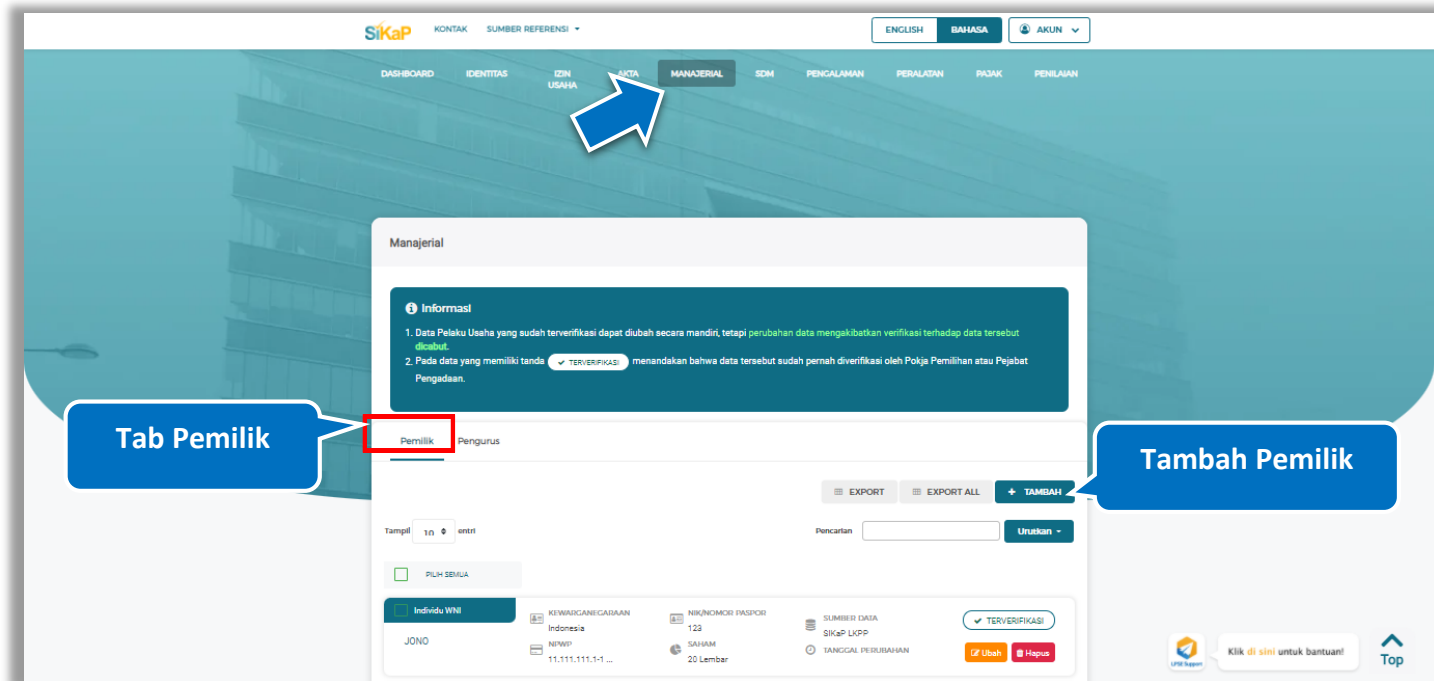 SiKaP
KONTAK SUMBER REFERENSI
ENGLISH BAHASA AKUN
DASHBOARD IDENTITAS IZIN USAHA AKTA MANAJERIAL SDM PENGALAMAN PERALATAN PAJAK PENILAIAN
Manajerial
Informasi
1. Data Pelaku Usaha yang sudah terverifikasi dapat diubah secara mandiri, tetapi perubahan data mengakibatkan verifikasi terhadap data tersebut
dicabut.
2. Pada data yang memiliki tanda TERVERIFIKASI menandakan bahwa data tersebut sudah pernah diverifikasi oleh Pokja Pemilihan atau Pejabat
Pengadaan.
Tab Pemilik
Pemilik Pengurus
Tambah Pemilik
EXPORT EXPORT ALL + TAMBAH
Tampil 10 entri
Pencarian Urutkan
PILIH SEMUA
Individu WNI
JONO
KEWARGANEGARAAN
Indonesia
NPWP
11.111.111.1-1 ...
NIK/NOMOR PASPOR
123
SAHAM
20 Lembar
SUMBER DATA
SIKaP LKPP
TANGGAL PERUBAHAN
TERVERIFIKASI
Ubah Hapus
LPSE Support
Klik di sini untuk bantuan!
Top